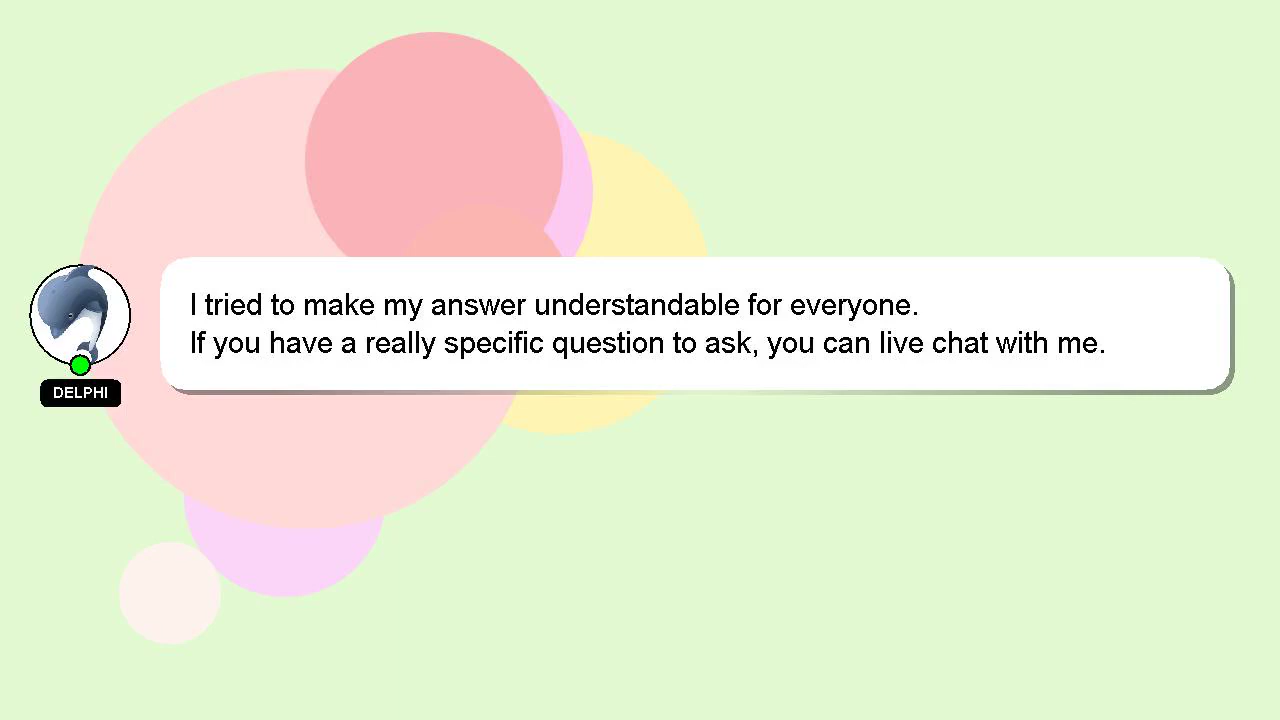 I tried to make my answer understandable for everyone.
If you have a really specific question to ask, you can live chat with me.
DELPHI